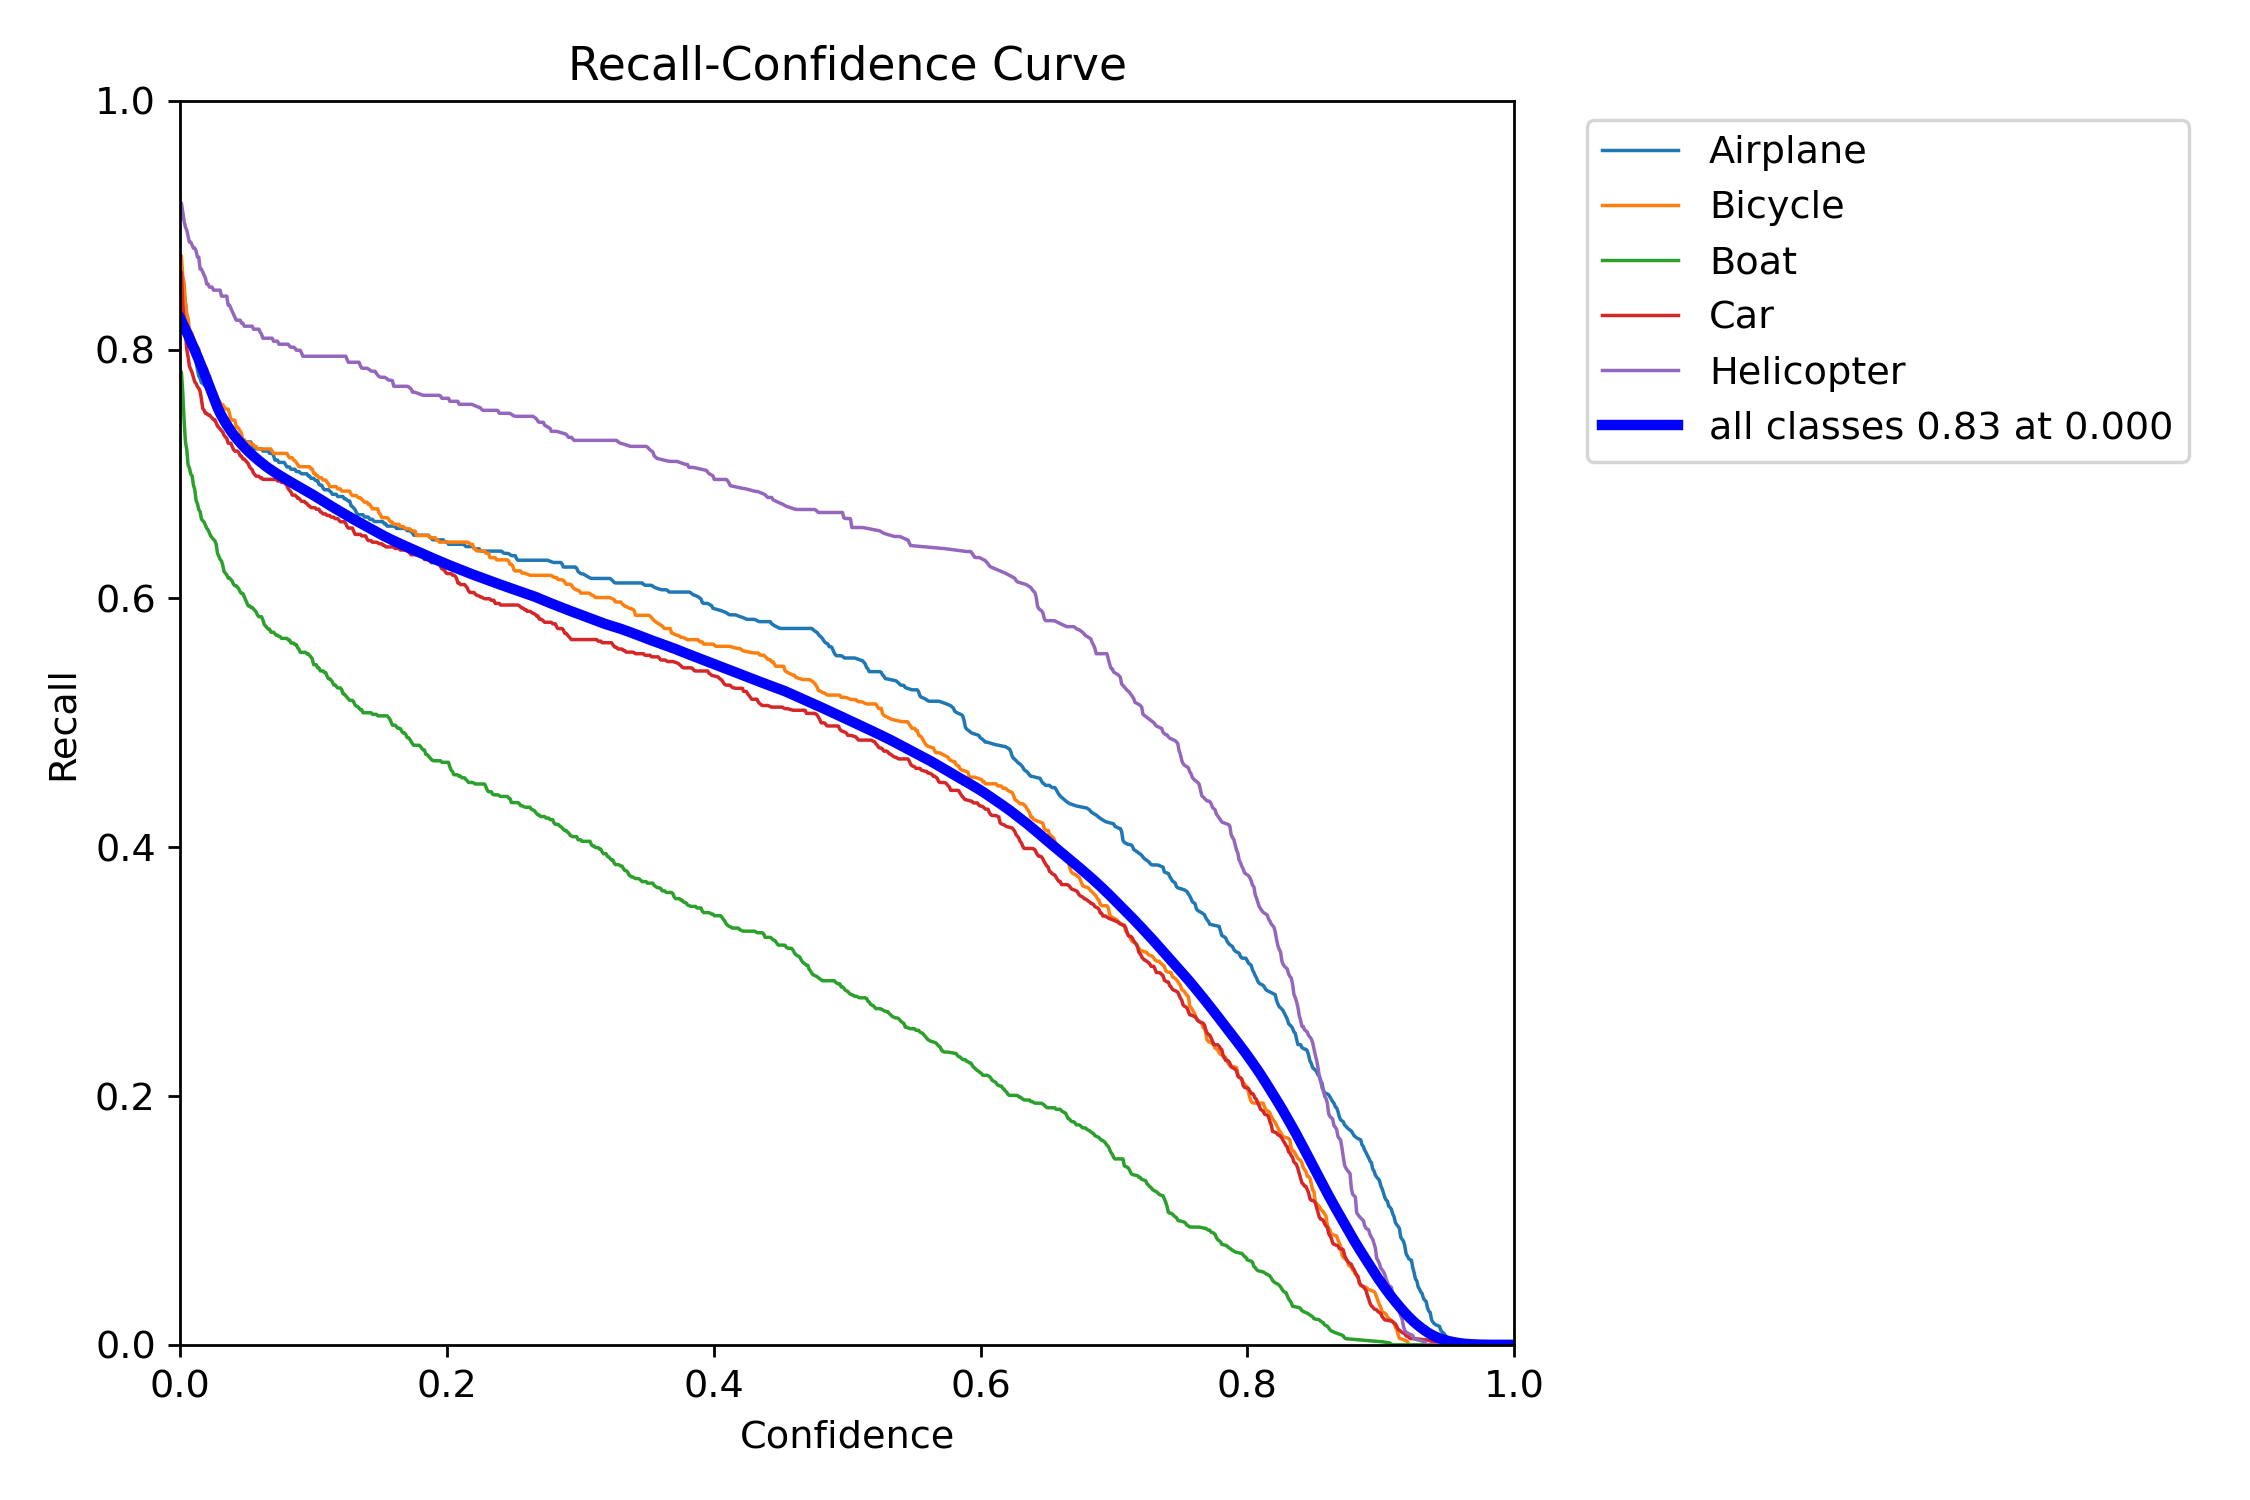 Recall-Confidence Curve
1.0
0.8
0.6
0.4
0.2
0.0
Recall
0.0 0.2 0.4 0.6 0.8 1.0
Confidence
Airplane
Bicycle
Boat
Car
Helicopter
all classes 0.83 at 0.000